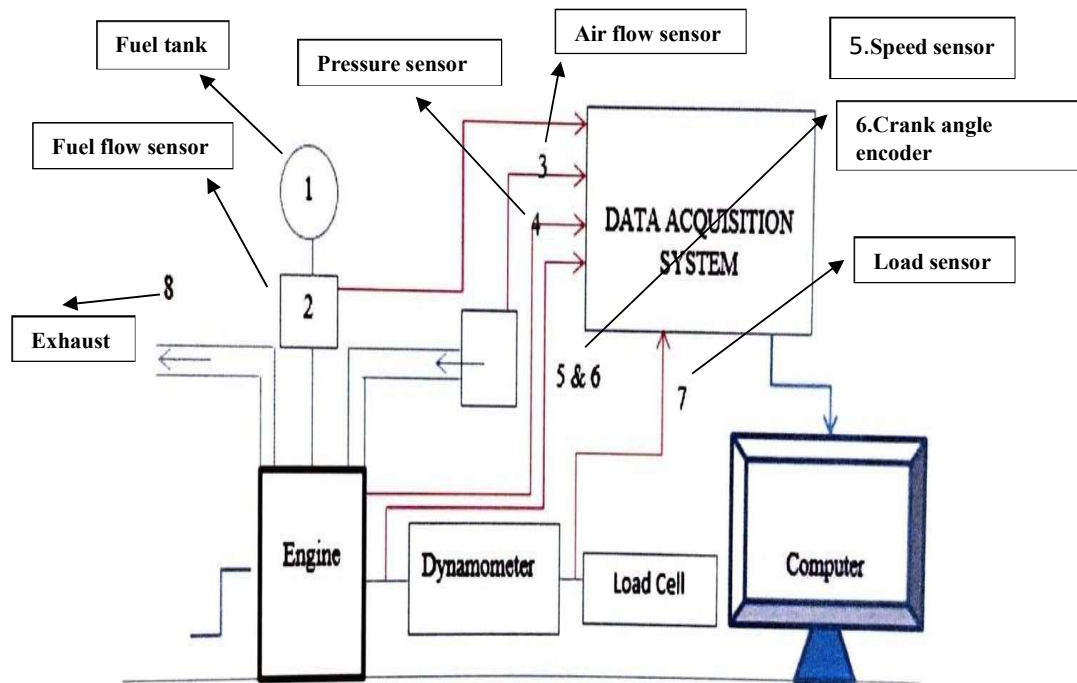 Fuel tank
Air flow sensor
5.Speed sensor
Pressure sensor
6.Crank angle
encoder
Fuel flow sensor
1
3
4
DATA ACQUISITION
SYSTEM
Load sensor
8
2
Exhaust
5 & 6
7
Engine
Dynamometer
Load Cell
Computer